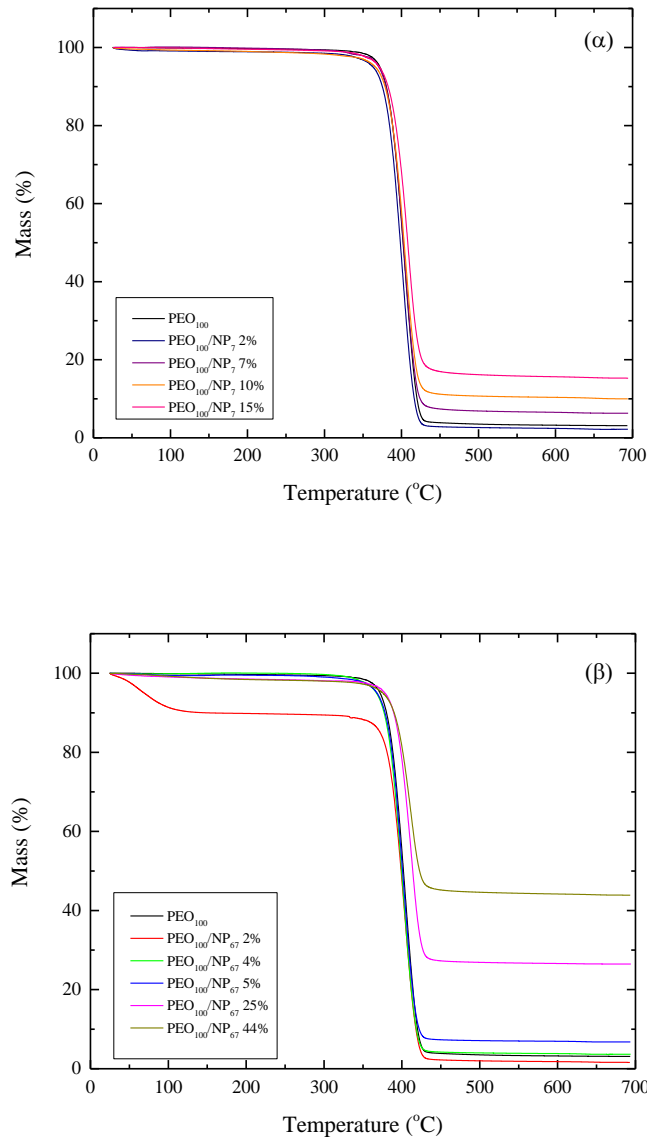 (α)
100
80
60
40
20
0
Mass (%)
PEO₁₀₀
PEO₁₀₀/NP₇ 2%
PEO₁₀₀/NP₇ 7%
PEO₁₀₀/NP₇ 10%
PEO₁₀₀/NP₇ 15%
0 100 200 300 400 500 600 700
Temperature (°C)
(β)
100
80
60
40
20
0
Mass (%)
PEO₁₀₀
PEO₁₀₀/NP₆₇ 2%
PEO₁₀₀/NP₆₇ 4%
PEO₁₀₀/NP₆₇ 5%
PEO₁₀₀/NP₆₇ 25%
PEO₁₀₀/NP₆₇ 44%
0 100 200 300 400 500 600 700
Temperature (°C)